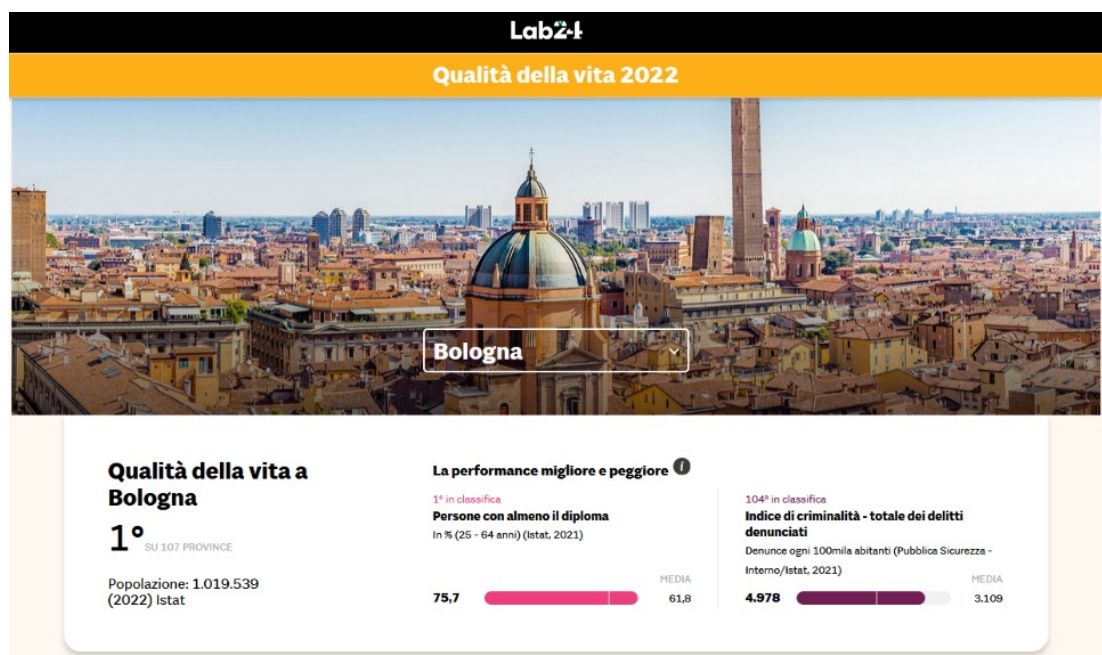 Lab24
Qualità della vita 2022
Bologna
Qualità della vita a
Bologna
1°
SU 107 PROVINCE
Popolazione: 1.019.539
(2022) Istat
La performance migliore e peggiore i
1° in classifica
Persone con almeno il diploma
In % (25 - 64 anni) (Istat, 2021)
MEDIA
75,7
61,8
104° in classifica
Indice di criminalità - totale dei delitti
denunciati
Denunce ogni 100mila abitanti (Pubblica Sicurezza -
Interno/Istat, 2021)
MEDIA
4.978
3.109